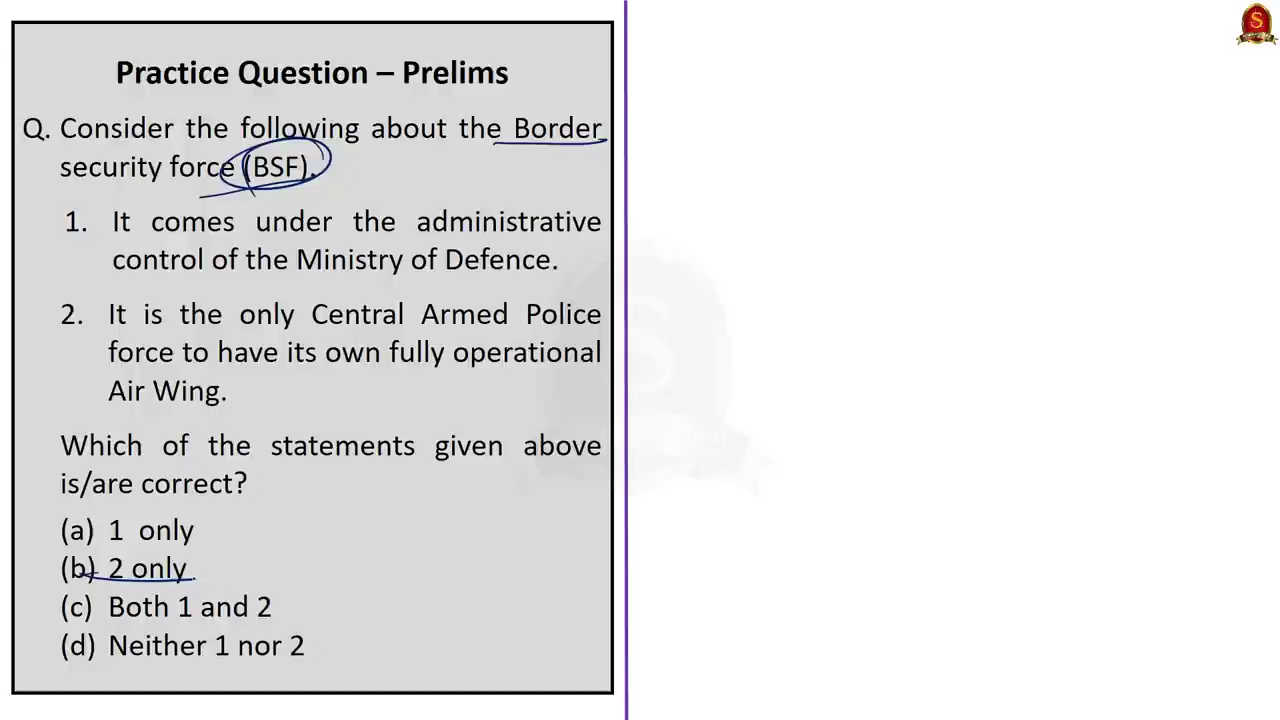 Practice Question – Prelims
Q. Consider the following about the Border
security force (BSF).
1. It comes under the administrative
control of the Ministry of Defence.
2. It is the only Central Armed Police
force to have its own fully operational
Air Wing.
Which of the statements given above
is/are correct?
(a) 1 only
(b) 2 only
(c) Both 1 and 2
(d) Neither 1 nor 2
S